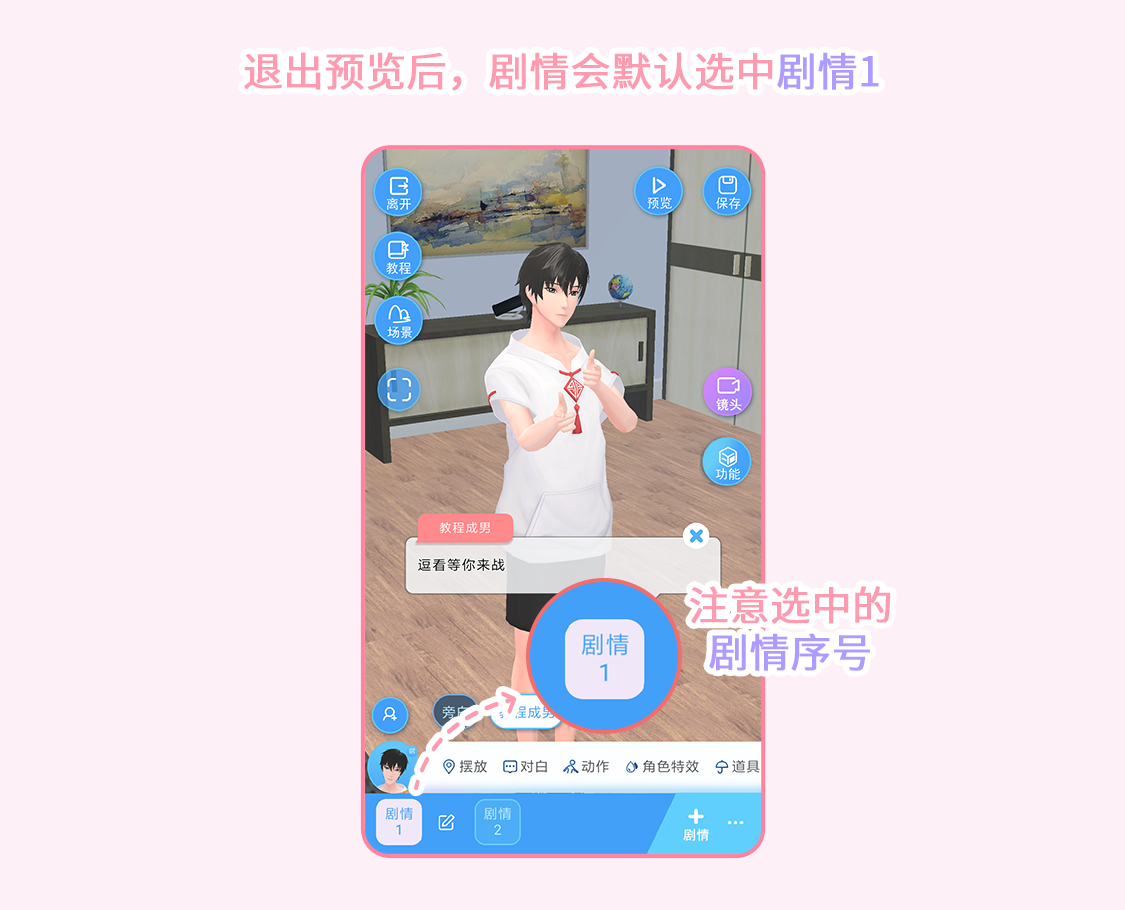 退出预览后，剧情会默认选中剧情1
离开
预览
保存
教程
场景
镜头
功能
教程成男
逗看等你来战
注意选中的
剧情序号
剧情
1
程成男
摆放
对白
动作
角色特效
道具
剧情
1
剧情
2
剧情